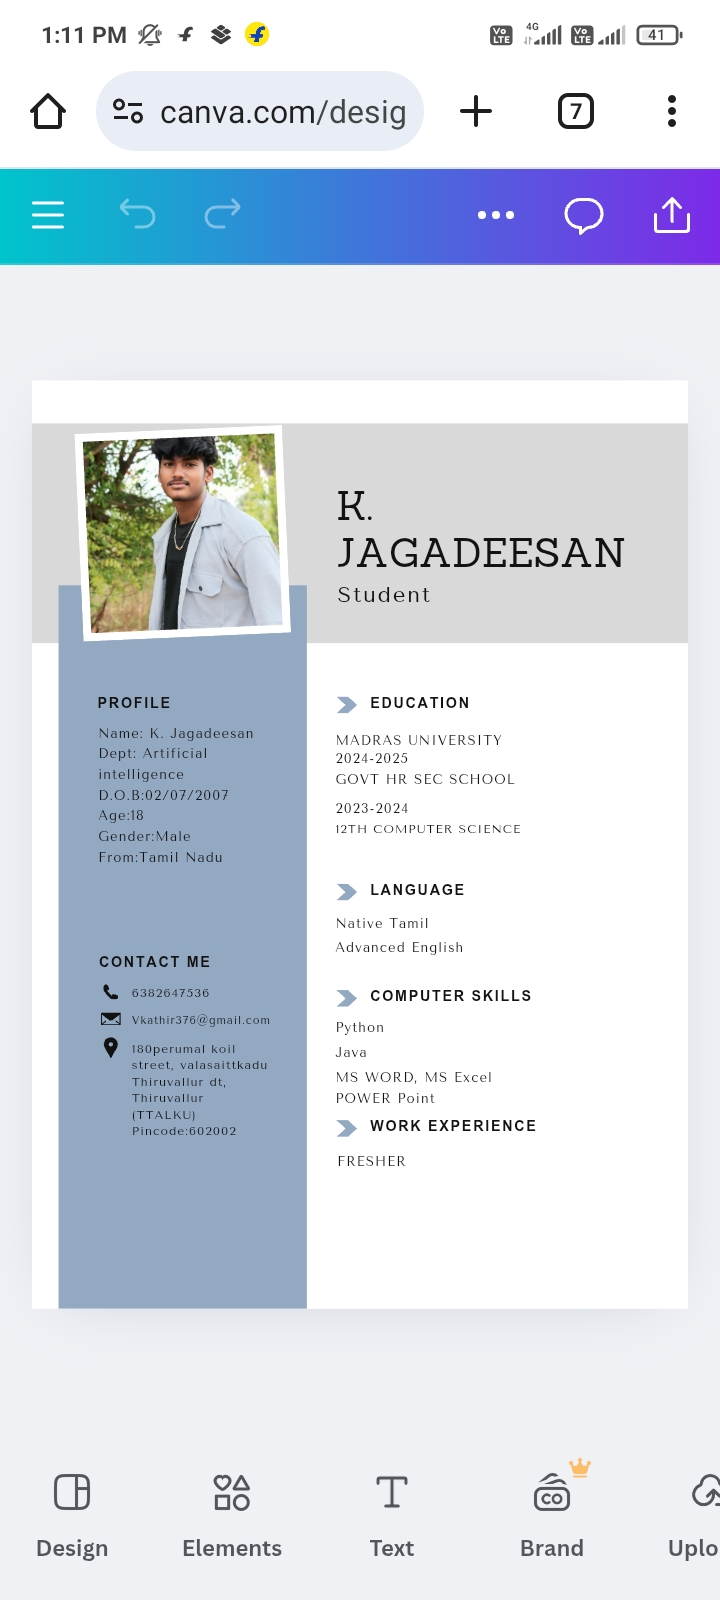 1:11 PM
Vo LTE 4G Vo LTE 41
canva.com/desig
7
K.
JAGADEESAN
Student
PROFILE
Name: K. Jagadeesan
Dept: Artificial
intelligence
D.O.B:02/07/2007
Age:18
Gender:Male
From:Tamil Nadu
CONTACT ME
6382647536
Vkathir376@gmail.com
180perumal koil
street, valasaittkadu
Thiruvallur dt,
Thiruvallur
(TTALKU)
Pincode:602002
EDUCATION
MADRAS UNIVERSITY
2024-2025
GOVT HR SEC SCHOOL
2023-2024
12TH COMPUTER SCIENCE
LANGUAGE
Native Tamil
Advanced English
COMPUTER SKILLS
Python
Java
MS WORD, MS Excel
POWER Point
WORK EXPERIENCE
FRESHER
CO
Design Elements Text Brand Uplo